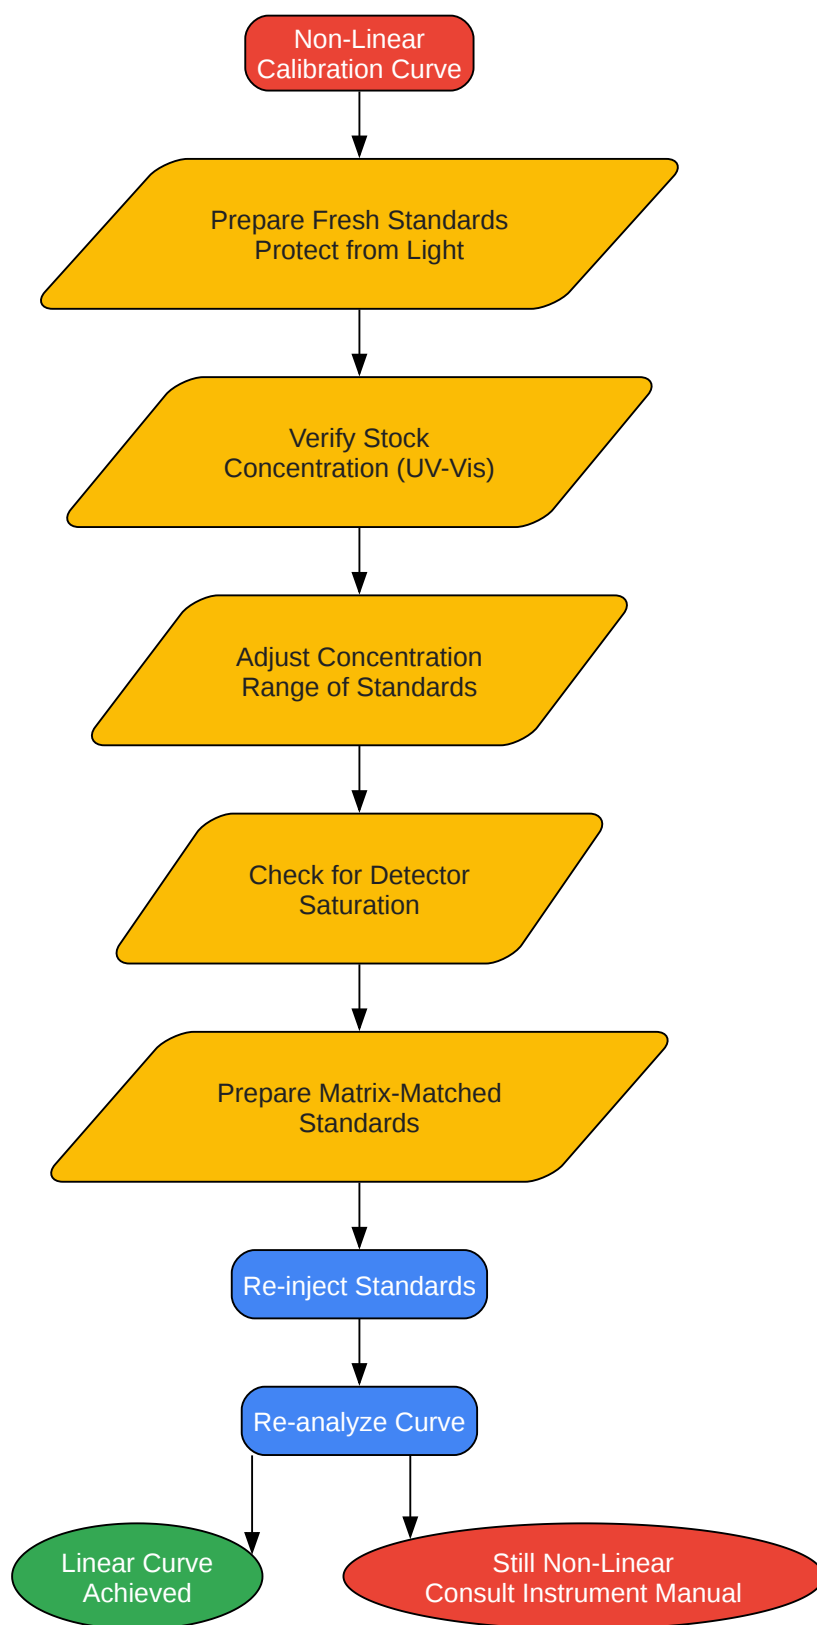 Non-Linear
Calibration Curve
Prepare Fresh Standards
Protect from Light
Verify Stock
Concentration (UV-Vis)
Adjust Concentration
Range of Standards
Check for Detector
Saturation
Prepare Matrix-Matched
Standards
Re-inject Standards
Re-analyze Curve
Linear Curve
Achieved
Still Non-Linear
Consult Instrument Manual